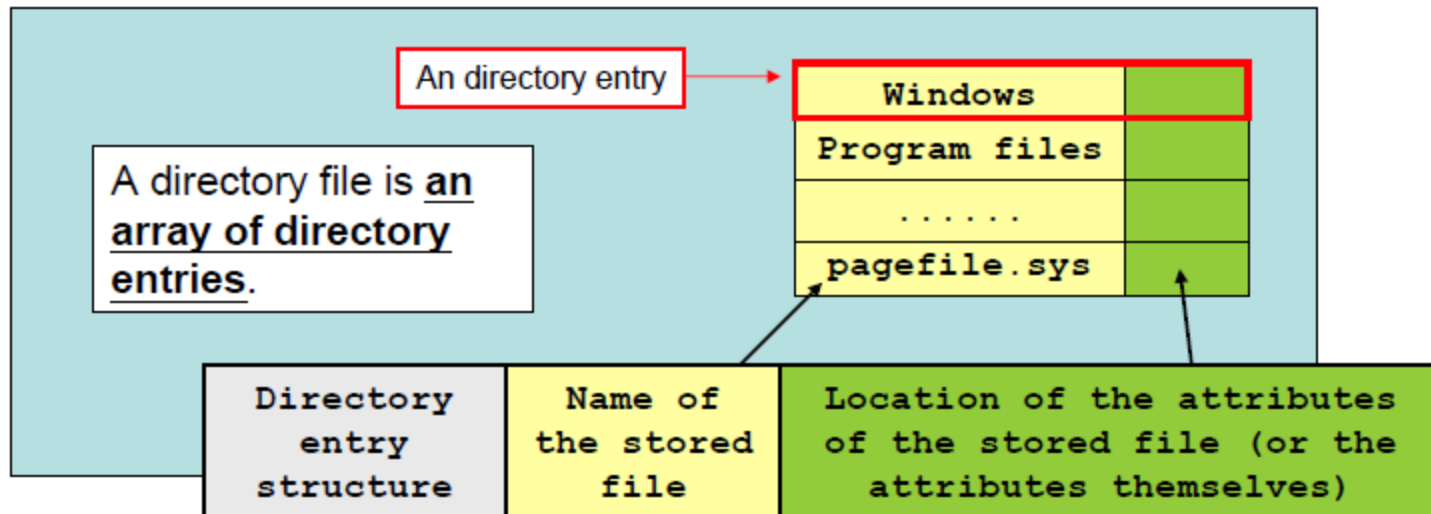 An directory entry
Windows
Program files
......
pagefile.sys
A directory file is an
array of directory
entries.
Directory
entry
structure
Name of
the stored
file
Location of the attributes
of the stored file (or the
attributes themselves)